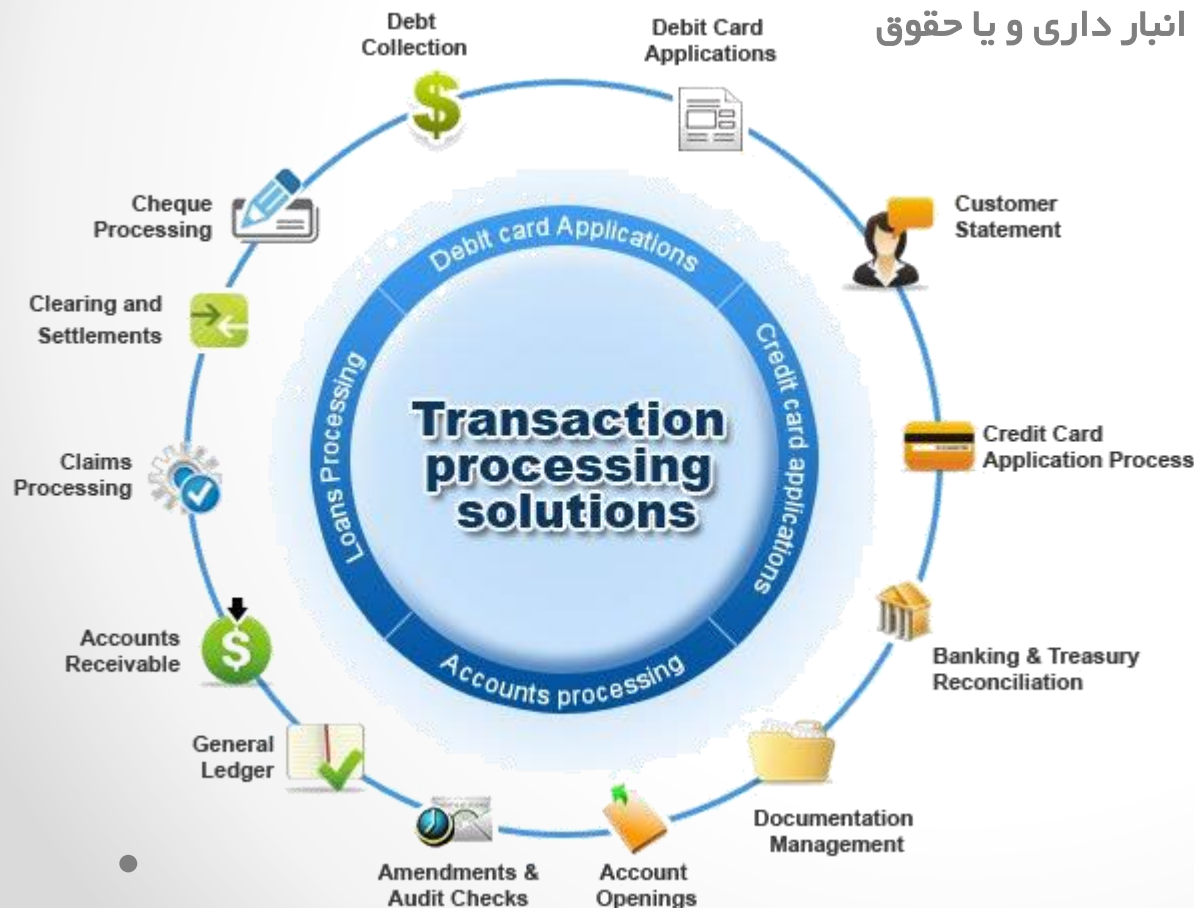 انبار داری و یا حقوق
Debt
Collection
Debit Card
Applications
Customer
Statement
Credit Card
Application Process
Banking & Treasury
Reconciliation
Documentation
Management
Account
Openings
Amendments &
Audit Checks
General
Ledger
Accounts
Receivable
Claims
Processing
Clearing and
Settlements
Cheque
Processing
Debit card Applications
Credit card applications
Accounts processing
Loans Processing
Transaction
processing
solutions